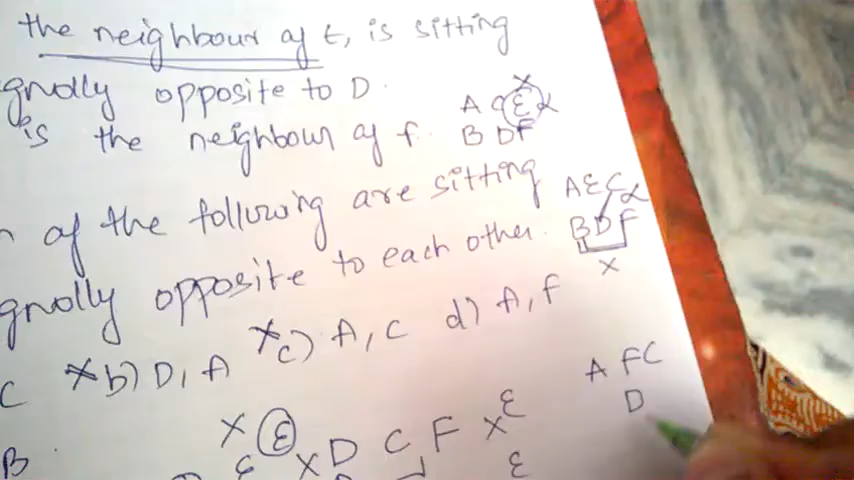 the neighbour of E, is sitting
gnolly opposite to D.
is the neighbour of F.
A C E X
B D F
n of the following are sitting
A E C
B D F
X
gnolly opposite to each other.
C X b) D, A X c) A, C d) A, F
A F C
D
B X E X D C F X E
E E